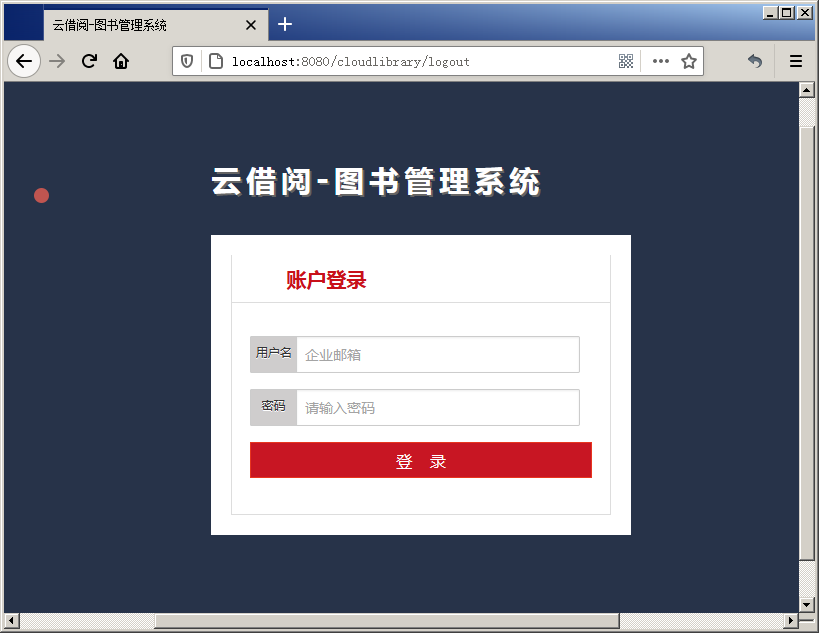 云借阅-图书管理系统
localhost:8080/cloudlibrary/logout
云借阅-图书管理系统
账户登录
用户名 企业邮箱
密码 请输入密码
登 录